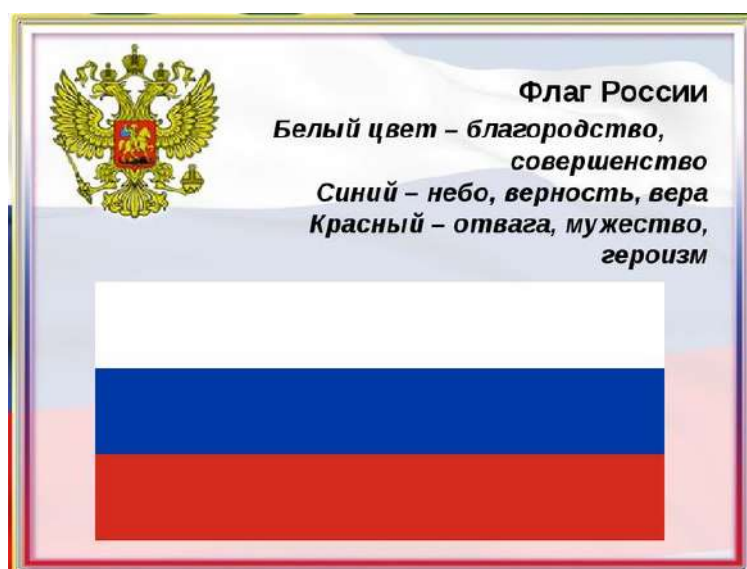 Флаг России
Белый цвет – благородство,
совершенство
Синий – небо, верность, вера
Красный – отвага, мужество,
героизм